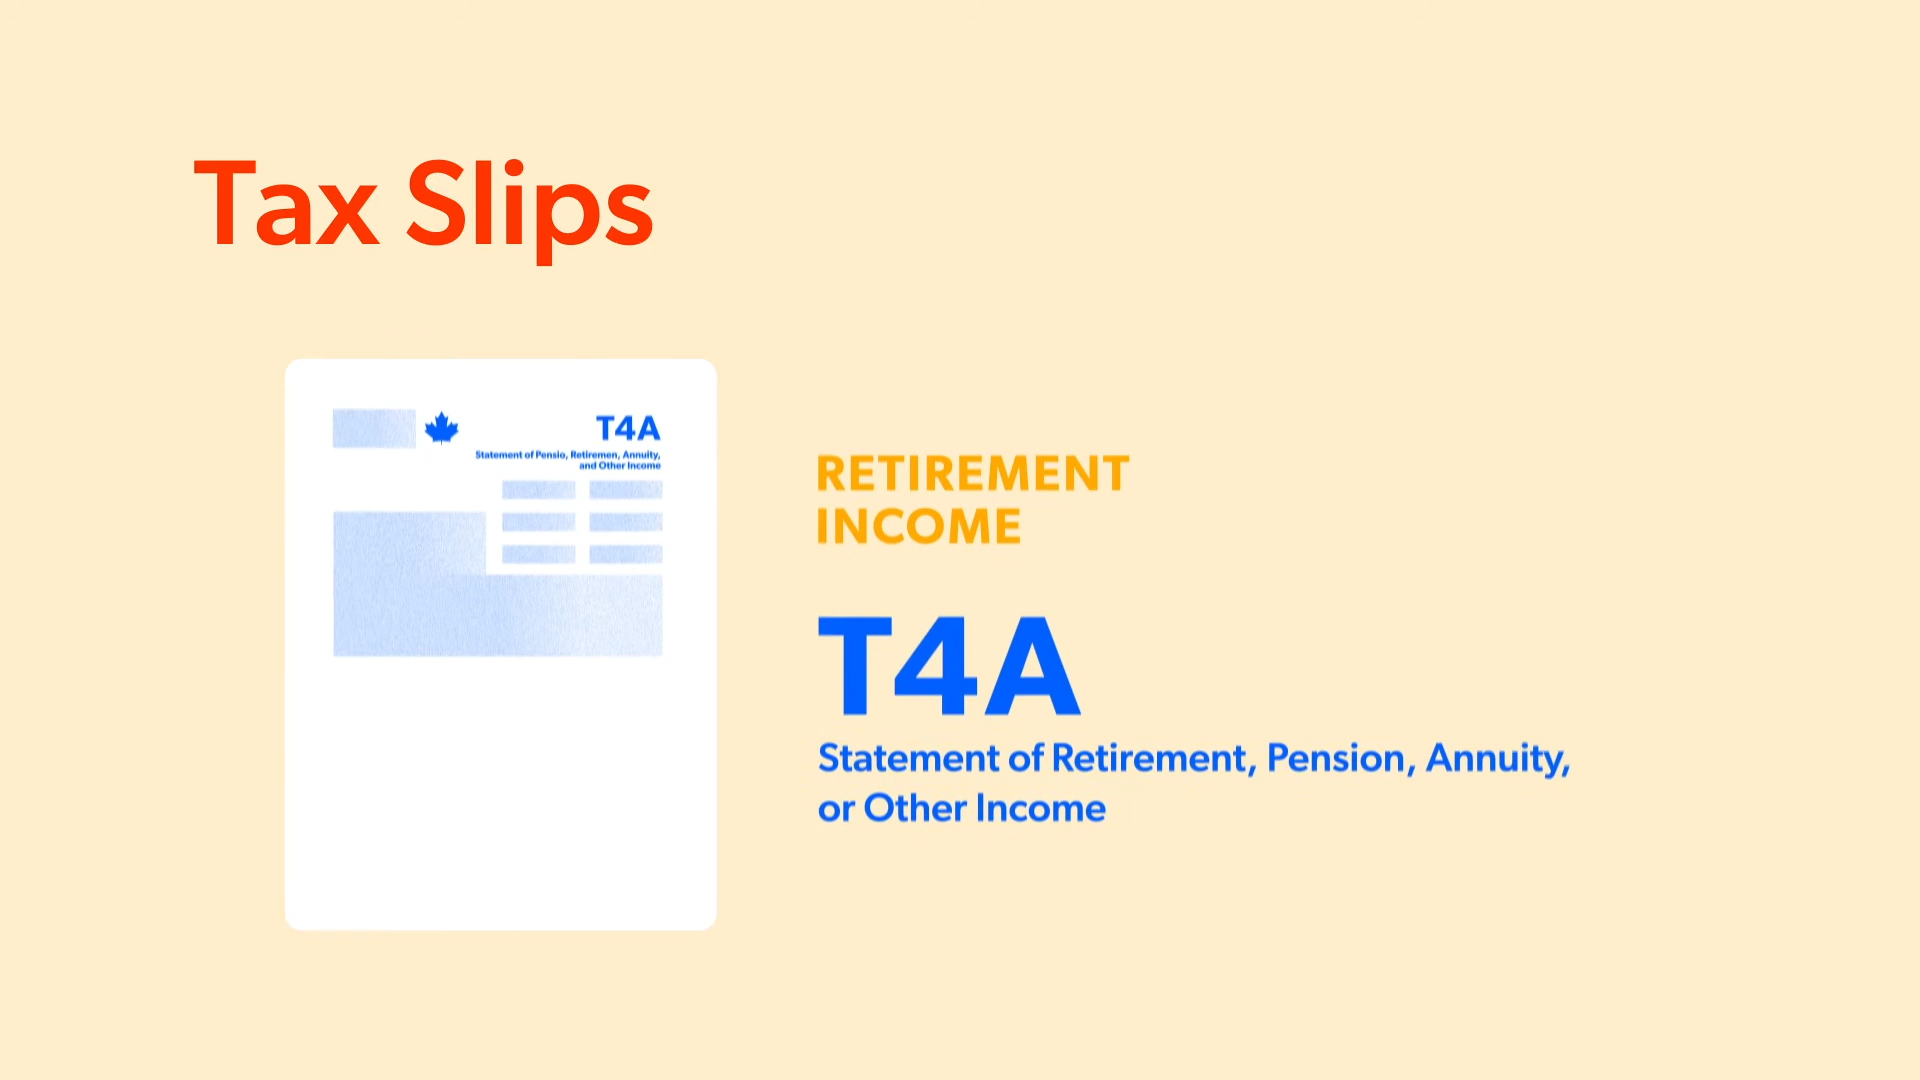 Tax Slips
T4A
Statement of Pensio, Retiremen, Annuity,
and Other Income
RETIREMENT
INCOME
T4A
Statement of Retirement, Pension, Annuity,
or Other Income